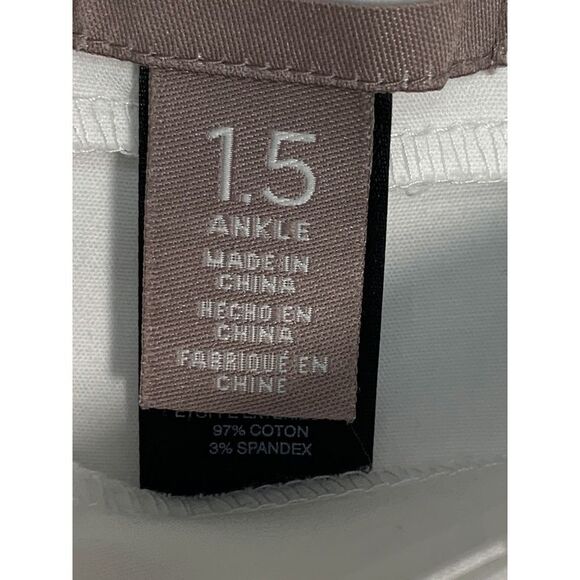 1.5
ANKLE
MADE IN
CHINA
HECHO EN
CHINA
FABRIQUÉ EN
CHINE
97% COTON
3% SPANDEX